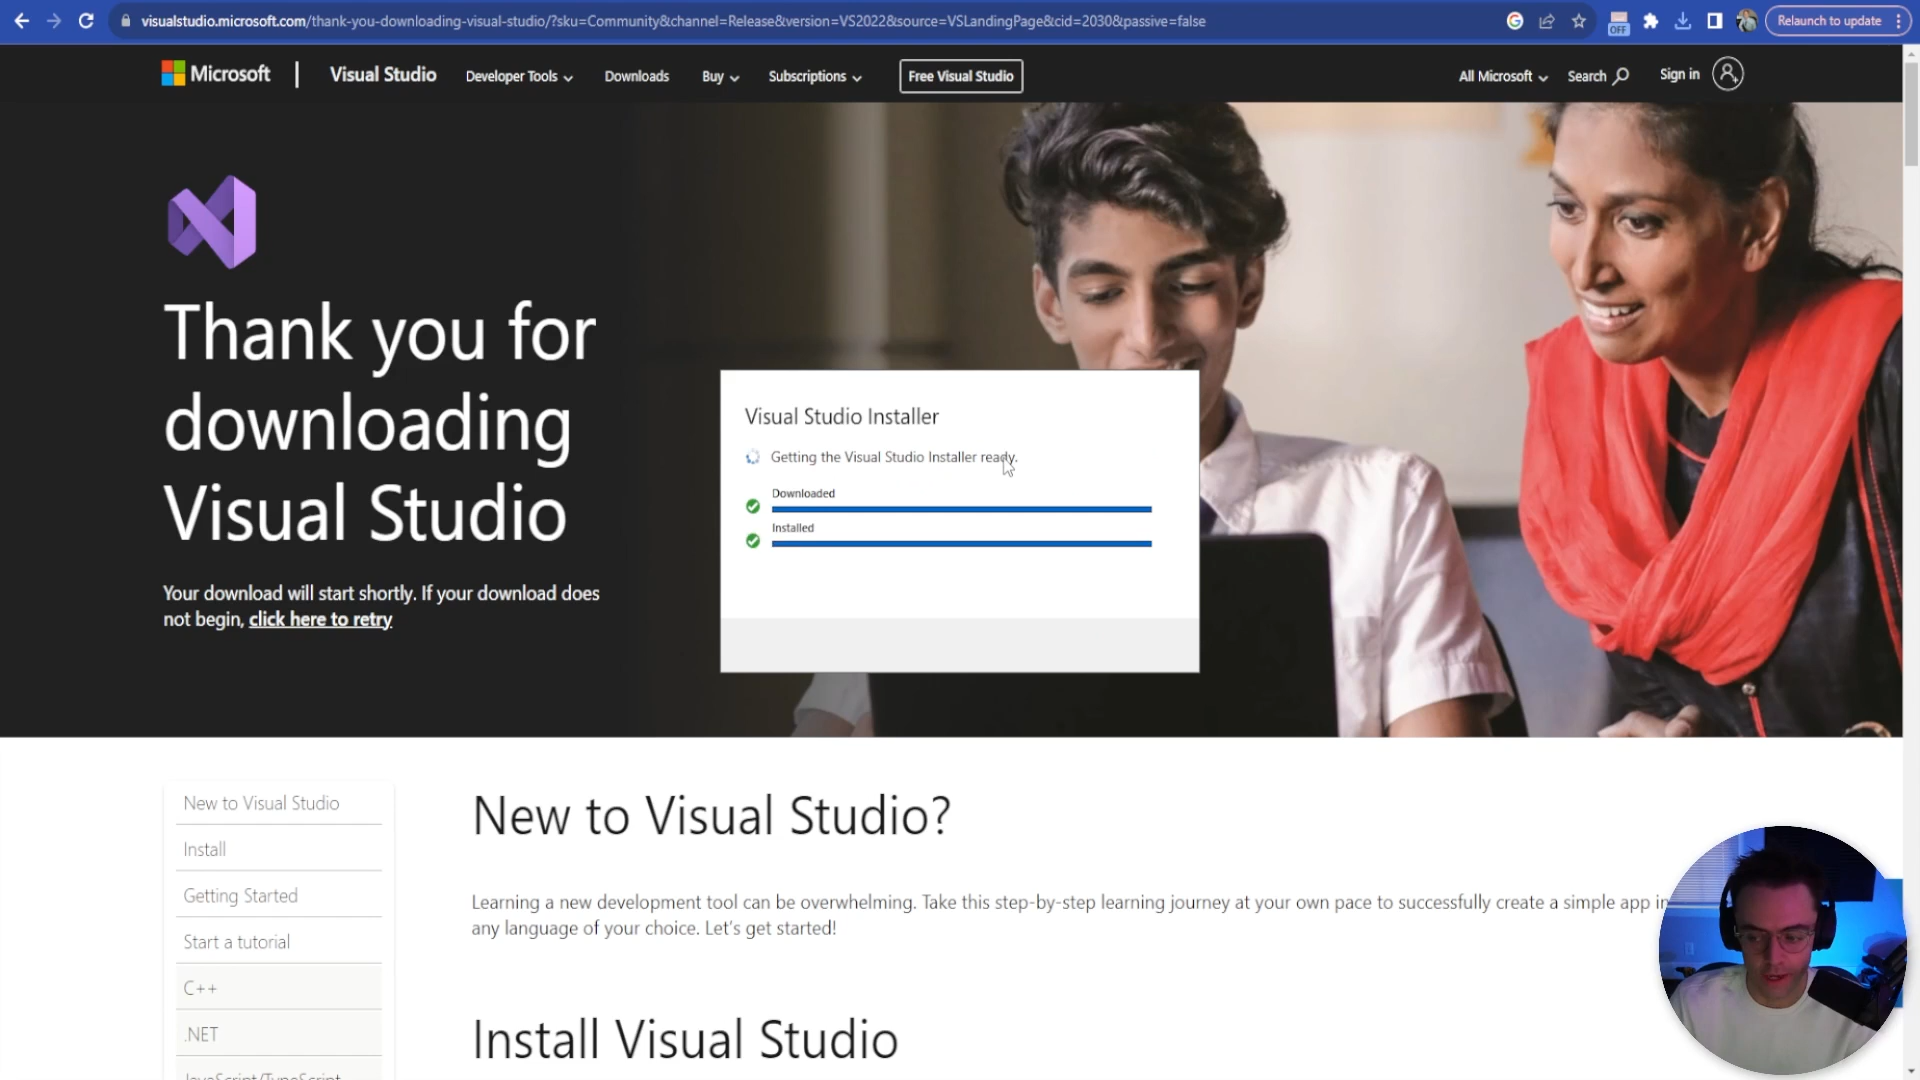 visualstudio.microsoft.com/thank-you-downloading-visual-studio/?sku=Community&channel=Release&version=VS2022&source=VSLandingPage&cid=2030&passive=false
OFF
Relaunch to update
Microsoft
Visual Studio
Developer Tools
Downloads
Buy
Subscriptions
Free Visual Studio
All Microsoft
Search
Sign in
Thank you for
downloading
Visual Studio
Your download will start shortly. If your download does
not begin, click here to retry
Visual Studio Installer
Getting the Visual Studio Installer ready.
Downloaded
Installed
New to Visual Studio
Install
Getting Started
Start a tutorial
C++
.NET
JavaScript/TypeScript
New to Visual Studio?
Learning a new development tool can be overwhelming. Take this step-by-step learning journey at your own pace to successfully create a simple app in
any language of your choice. Let's get started!
Install Visual Studio